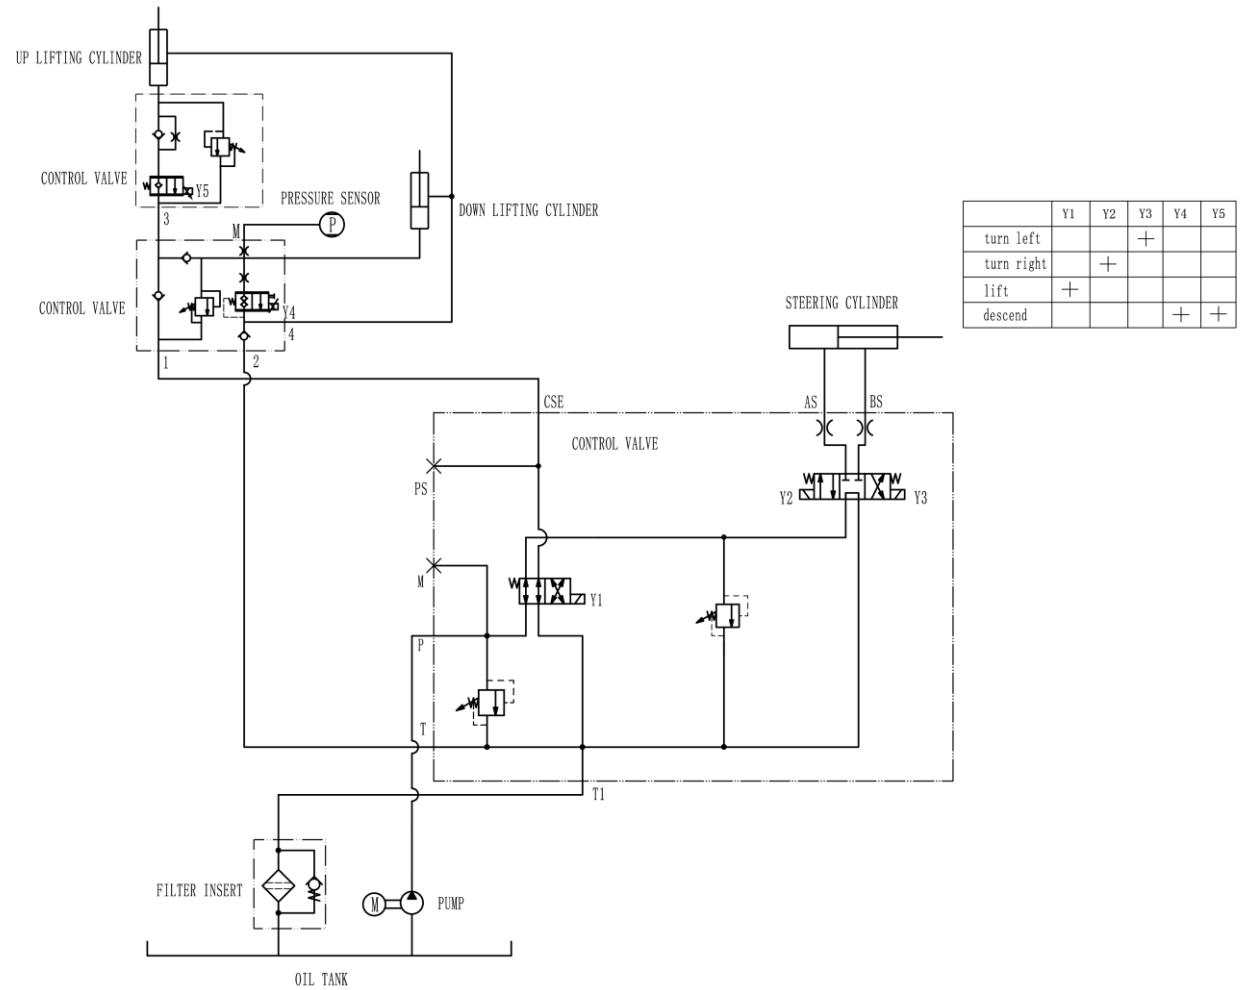 UP LIFTING CYLINDER
CONTROL VALVE
Y5
3
PRESSURE SENSOR
P
M
DOWN LIFTING CYLINDER
CONTROL VALVE
Y4
4
1
2
Y1 Y2 Y3 Y4 Y5
turn left +
turn right +
lift +
descend + +
STEERING CYLINDER
CSE
AS
BS
CONTROL VALVE
PS
Y2
Y3
M
Y1
P
T
T1
FILTER INSERT
M
PUMP
OIL TANK